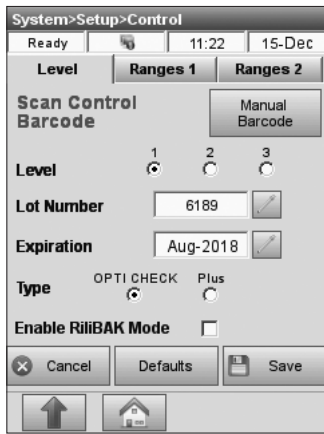 System>Setup>Control
Ready 11:22 15-Dec
Level Ranges 1 Ranges 2
Scan Control
Barcode
Manual
Barcode
1 2 3
Level
Lot Number 6189
Expiration Aug-2018
OPTI CHECK Plus
Type
Enable RiliBAK Mode
Cancel Defaults Save